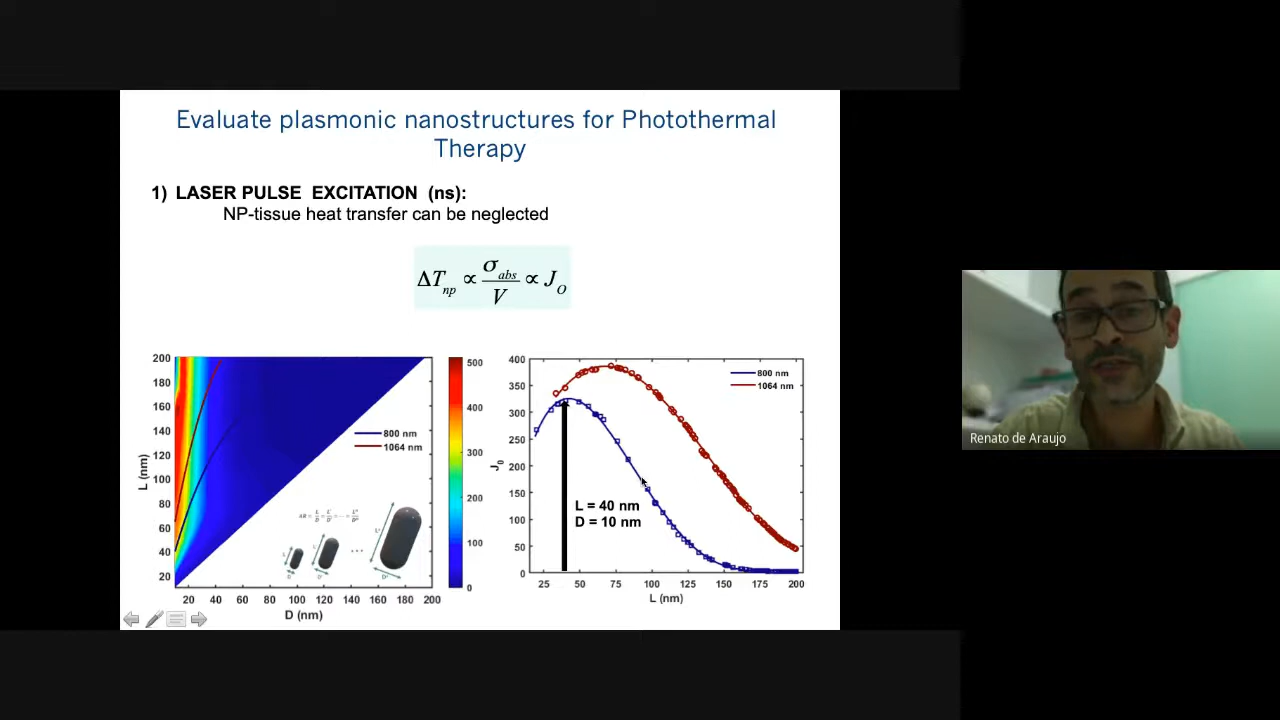 Evaluate plasmonic nanostructures for Photothermal
Therapy
1) LASER PULSE EXCITATION (ns):
NP-tissue heat transfer can be neglected
ΔT_np ∝ σ_abs / V ∝ J_O
200
180
160
140
120
100
80
60
40
20
L (nm)
20 40 60 80 100 120 140 160 180 200
D (nm)
800 nm
1064 nm
500
400
300
200
100
0
400
350
300
250
200
150
100
50
0
J_0
800 nm
1064 nm
L = 40 nm
D = 10 nm
25 50 75 100 125 150 175 200
L (nm)
Renato de Araujo